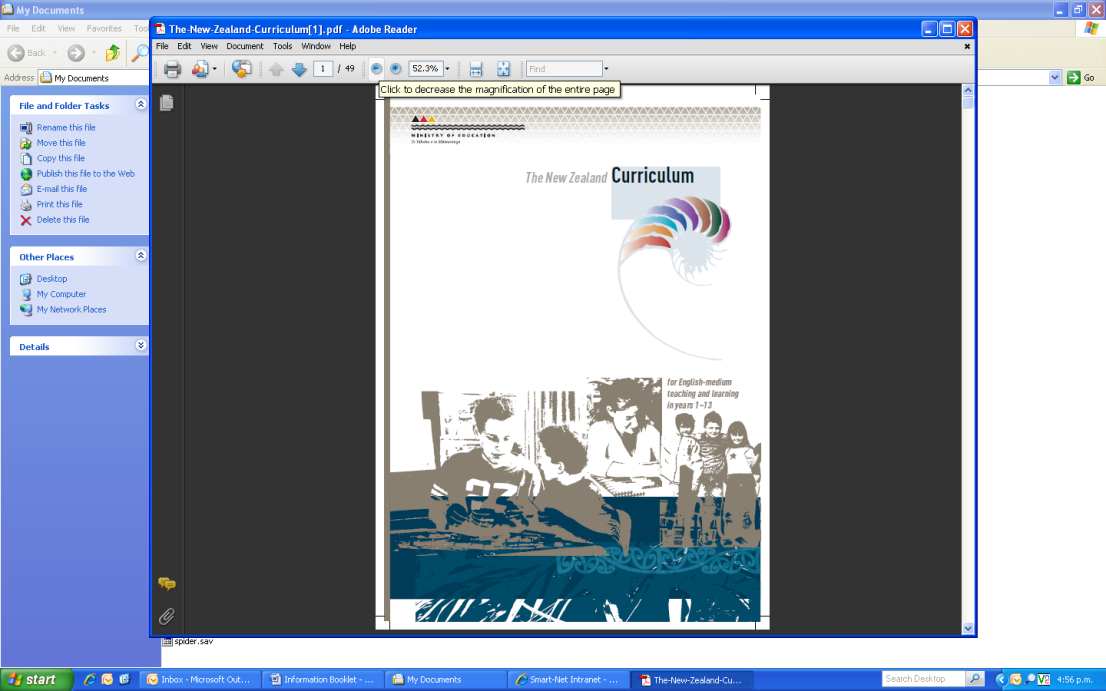 My Documents
File Edit View Favorites Tools
Back
Address My Documents
Go
File and Folder Tasks
Rename this file
Move this file
Copy this file
Publish this file to the Web
E-mail this file
Print this file
Delete this file
Other Places
Desktop
My Computer
My Network Places
Details
The-New-Zealand-Curriculum[1].pdf - Adobe Reader
File Edit View Document Tools Window Help
1 / 49 52.3% Find
Click to decrease the magnification of the entire page
MINISTRY OF EDUCATION
Te Tāhuhu o te Mātauranga
The New Zealand Curriculum
for English-medium
teaching and learning
in years 1–13
spider.sav
start Inbox - Microsoft Out... Information Booklet - ... My Documents Smart-Net Intranet - ... The-New-Zealand-Cu... Search Desktop 4:56 p.m.